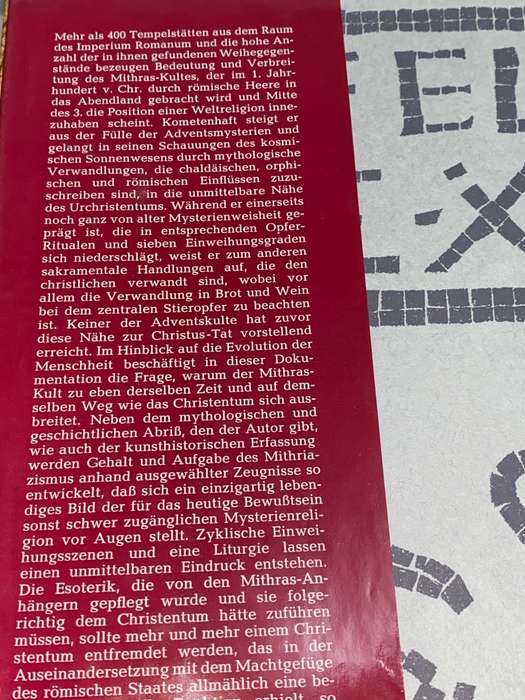 Mehr als 400 Tempelstätten aus dem Raum
des Imperium Romanum und die hohe An-
zahl der in ihnen gefundenen Weihegegen-
stände bezeugen Bedeutung und Verbrei-
tung des Mithras-Kultes, der im 1. Jahr-
hundert v. Chr. durch römische Heere in
das Abendland gebracht wird und Mitte
des 3. die Position einer Weltreligion inne-
zuhaben scheint. Kometenhaft steigt er
aus der Fülle der Adventsmysterien und
gelangt in seinen Schauungen des kosmi-
schen Sonnenwesens durch mythologische
Verwandlungen, die chaldäischen, orphi-
schen und römischen Einflüssen zuzu-
schreiben sind, in die unmittelbare Nähe
des Urchristentums. Während er einerseits
noch ganz von alter Mysterienweisheit ge-
prägt ist, die in entsprechenden Opfer-
Ritualen und sieben Einweihungsgraden
sich niederschlägt, weist er zum anderen
sakramentale Handlungen auf, die den
christlichen verwandt sind, wobei vor
allem die Verwandlung in Brot und Wein
bei dem zentralen Stieropfer zu beachten
ist. Keiner der Adventskulte hat zuvor
diese Nähe zur Christus-Tat vorstellend
erreicht. Im Hinblick auf die Evolution der
Menschheit beschäftigt in dieser Doku-
mentation die Frage, warum der Mithras-
Kult zu eben derselben Zeit und auf dem-
selben Weg wie das Christentum sich aus-
breitet. Neben dem mythologischen und
geschichtlichen Abriß, den der Autor gibt,
wie auch der kunsthistorischen Erfassung
werden Gehalt und Aufgabe des Mithria-
zismus anhand ausgewählter Zeugnisse so
entwickelt, daß sich ein einzigartig leben-
diges Bild der für das heutige Bewußtsein
sonst schwer zugänglichen Mysterienreli-
gion vor Augen stellt. Zyklische Einwei-
hungsszenen und eine Liturgie lassen
einen unmittelbaren Eindruck entstehen.
Die Esoterik, die von den Mithras-An-
hängern gepflegt wurde und sie folge-
richtig dem Christentum hätte zuführen
müssen, sollte mehr und mehr einem Chri-
stentum entfremdet werden, das in der
Auseinandersetzung mit dem Machtgefüge
des römischen Staates allnählich eine be-
erhielt, so
FEL
E·X